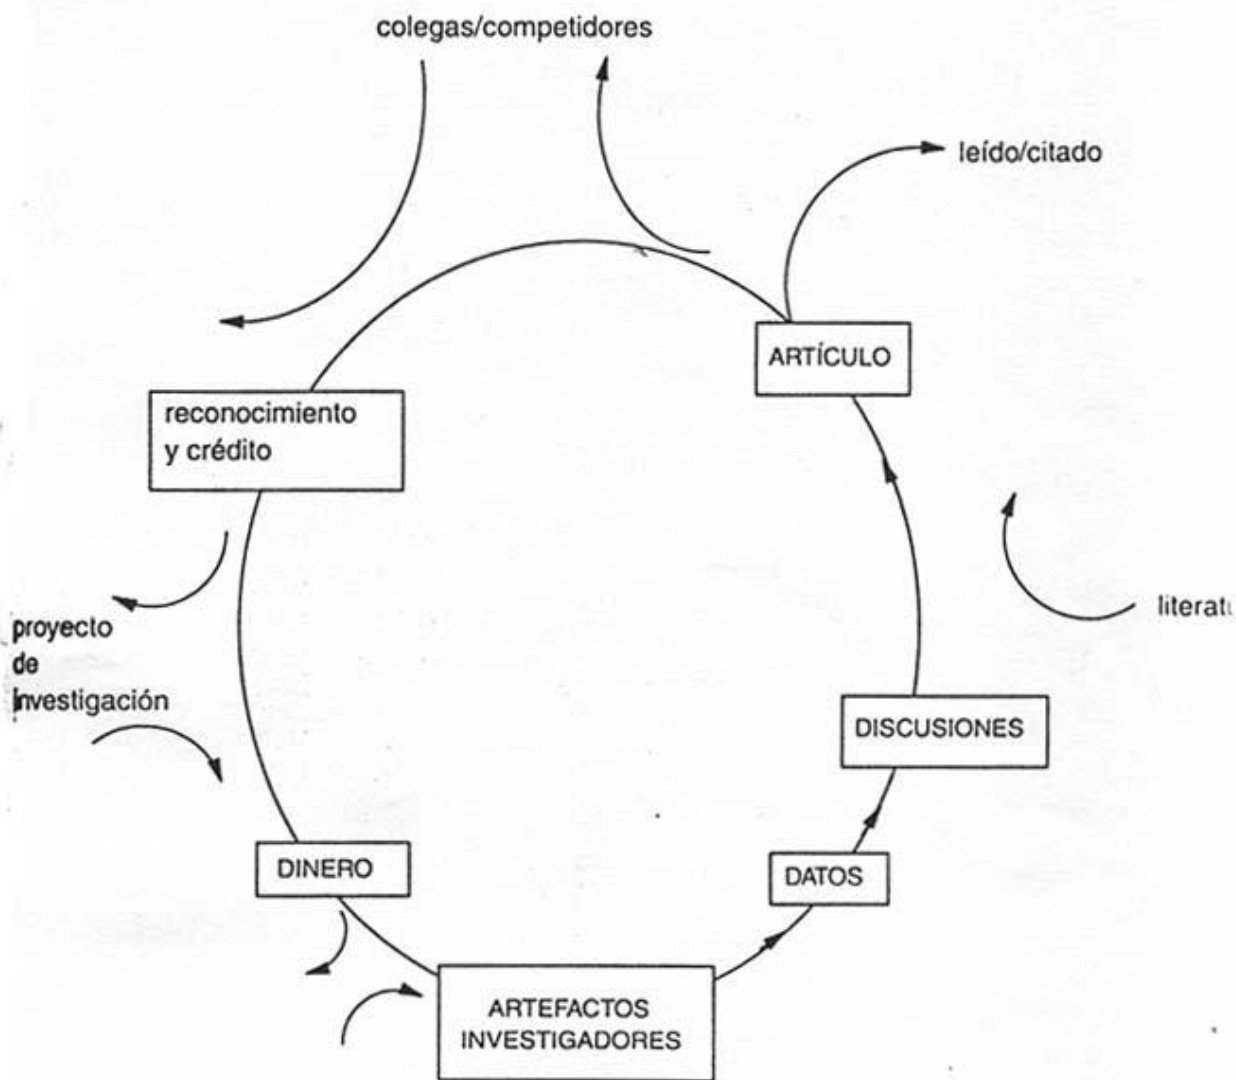 colegas/competidores
leído/citado
ARTÍCULO
reconocimiento
y crédito
proyecto
de
investigación
DISCUSIONES
DINERO
DATOS
ARTEFACTOS
INVESTIGADORES